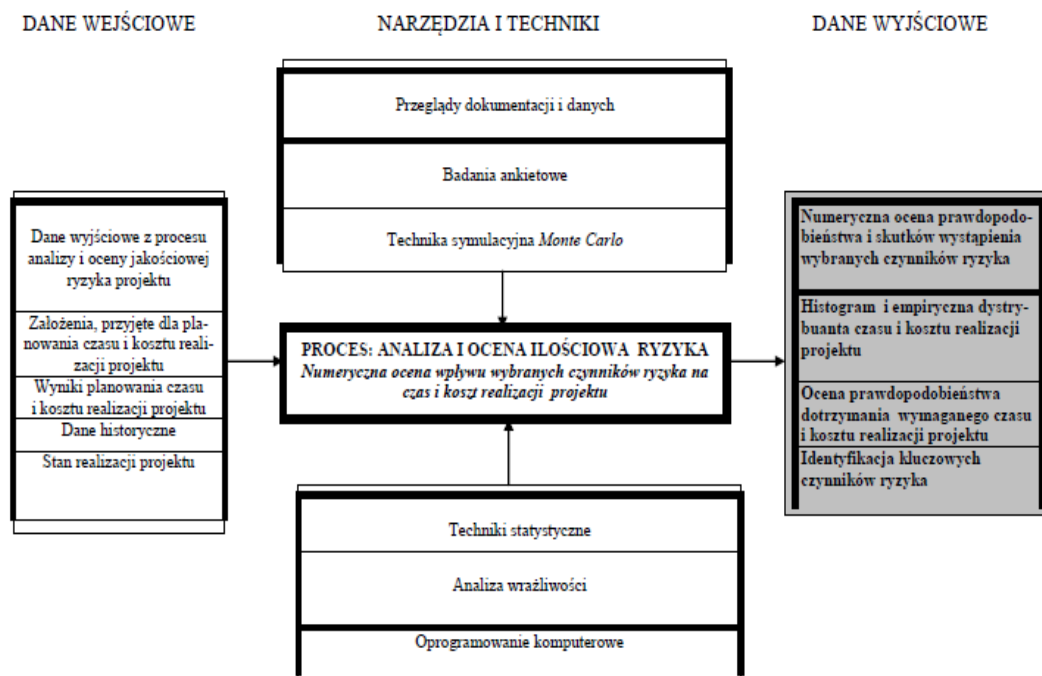 DANE WEJŚCIOWE
NARZĘDZIA I TECHNIKI
DANE WYJŚCIOWE
Przeglądy dokumentacji i danych
Badania ankietowe
Technika symulacyjna Monte Carlo
Dane wyjściowe z procesu
analizy i oceny jakościowej
ryzyka projektu
Założenia, przyjęte dla pla-
nowania czasu i kosztu reali-
zacji projektu
Wyniki planowania czasu
i kosztu realizacji projektu
Dane historyczne
Stan realizacji projektu
PROCES: ANALIZA I OCENA ILOŚCIOWA RYZYKA
Numeryczna ocena wpływu wybranych czynników ryzyka na
czas i koszt realizacji projektu
Numeryczna ocena prawdopodo-
bieństwa i skutków wystąpienia
wybranych czynników ryzyka
Histogram i empiryczna dystry-
buanta czasu i kosztu realizacji
projektu
Ocena prawdopodobieństwa
dotrzymania wymaganego czasu
i kosztu realizacji projektu
Identyfikacja kluczowych
czynników ryzyka
Techniki statystyczne
Analiza wrażliwości
Oprogramowanie komputerowe